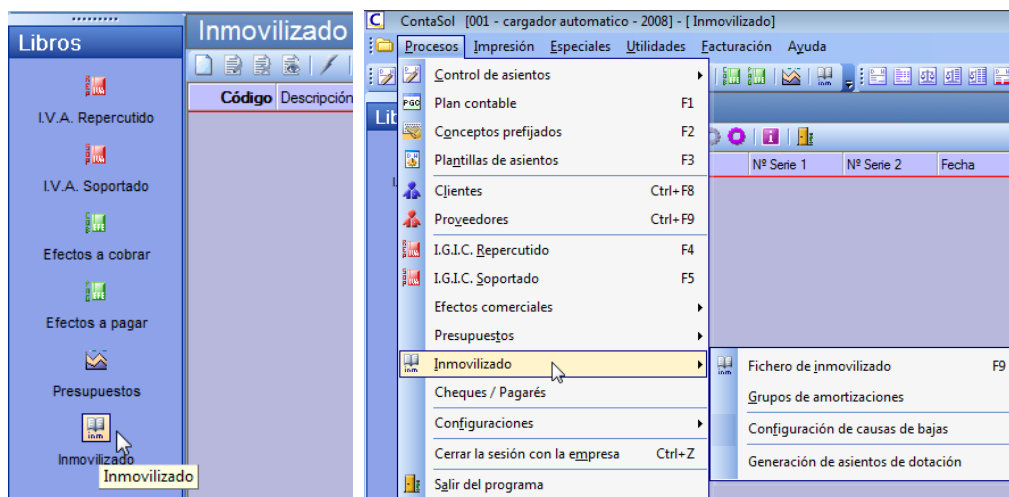 Libros
I.V.A. Repercutido
I.V.A. Soportado
Efectos a cobrar
Efectos a pagar
Presupuestos
Inmovilizado
Inmovilizado
Inmovilizado
Código Descripción
ContaSol [001 - cargador automatico - 2008] - [ Inmovilizado]
Procesos Impresión Especiales Utilidades Facturación Ayuda
Control de asientos
Plan contable F1
Conceptos prefijados F2
Plantillas de asientos F3
Clientes Ctrl+F8
Proveedores Ctrl+F9
I.G.I.C. Repercutido F4
I.G.I.C. Soportado F5
Efectos comerciales
Presupuestos
Inmovilizado
Cheques / Pagarés
Configuraciones
Cerrar la sesión con la empresa Ctrl+Z
Salir del programa
Nº Serie 1 Nº Serie 2 Fecha
Fichero de inmovilizado F9
Grupos de amortizaciones
Configuración de causas de bajas
Generación de asientos de dotación